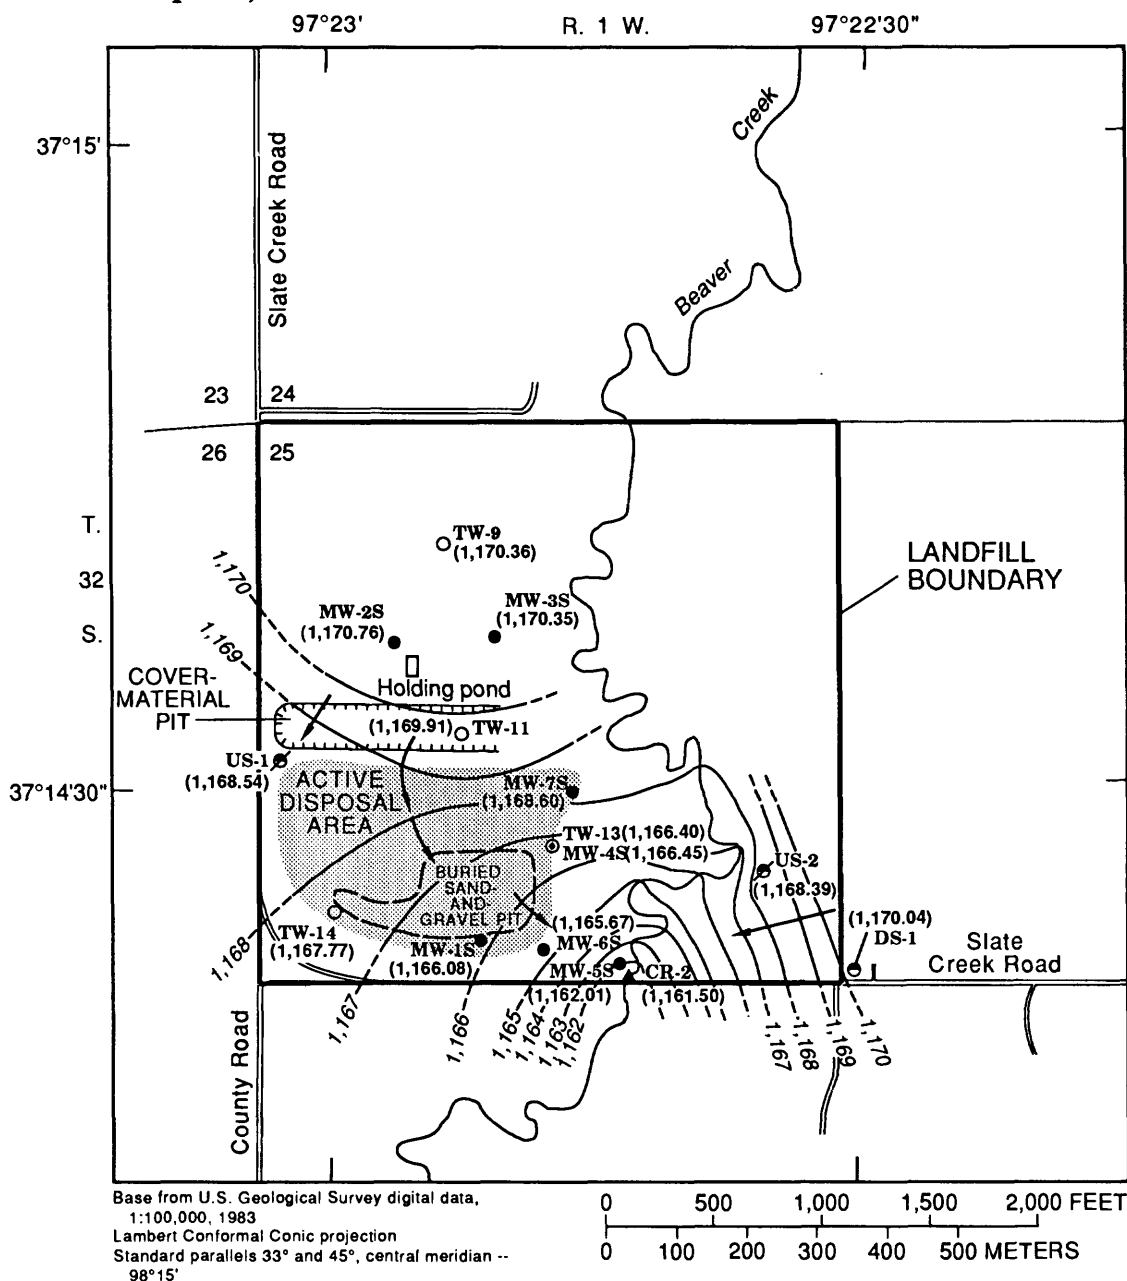 97°23'
R. 1 W.
97°22'30"
Creek
37°15'
Slate Creek Road
Beaver
23
24
26
25
T.
32
S.
TW-9
(1,170.36)
LANDFILL
BOUNDARY
1,170
MW-2S
(1,170.76)
MW-3S
(1,170.35)
1,169
COVER-
MATERIAL
PIT
Holding pond
(1,169.91)
TW-11
US-1
(1,168.54)
37°14'30"
ACTIVE
DISPOSAL
AREA
MW-7S
(1,168.60)
TW-13(1,166.40)
MW-4S(1,166.45)
US-2
(1,168.39)
BURIED
SAND-
AND-
GRAVEL PIT
(1,165.67)
MW-6S
(1,170.04)
DS-1
TW-14
(1,167.77)
MW-1S
(1,166.08)
MW-5S
(1,162.01)
CR-2
(1,161.50)
Slate
Creek Road
1,168
1,167
1,166
1,165
1,164
1,163
1,162
1,167
1,168
1,169
1,170
County Road
Base from U.S. Geological Survey digital data,
1:100,000, 1983
Lambert Conformal Conic projection
Standard parallels 33° and 45°, central meridian --
98°15'
0 500 1,000 1,500 2,000 FEET
0 100 200 300 400 500 METERS